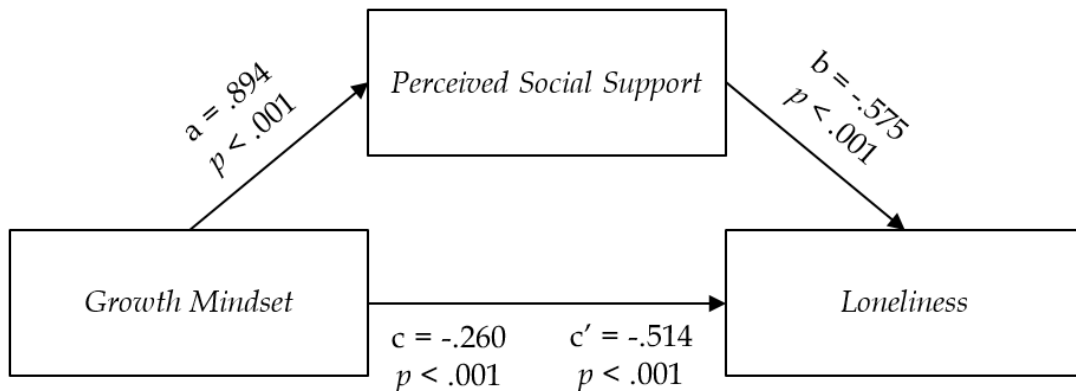 Perceived Social Support
a = .894
p < .001
b = -.575
p < .001
Growth Mindset
Loneliness
c = -.260
p < .001
c’ = -.514
p < .001